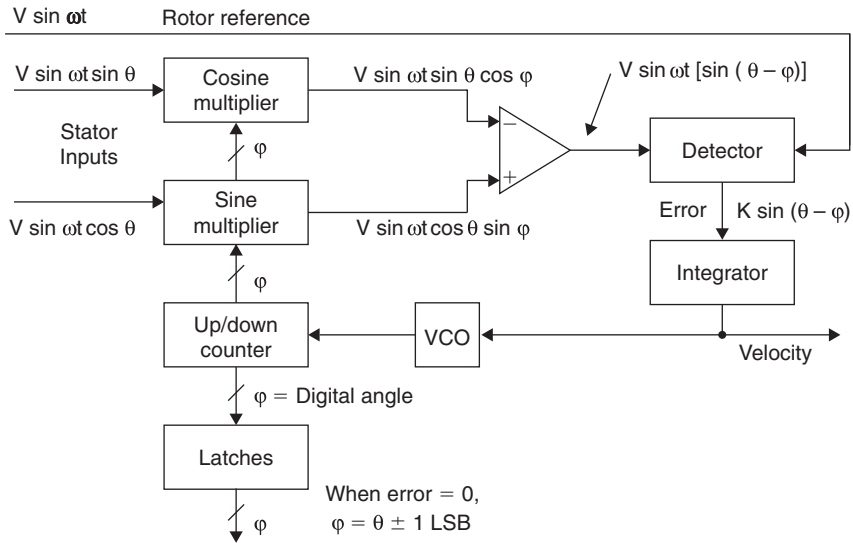 V sin ωt
Rotor reference
V sin ωt sin θ
Cosine
multiplier
V sin ωt sin θ cos φ
V sin ωt [sin ( θ − φ)]
Stator
Inputs
φ
−
+
Detector
V sin ωt cos θ
Sine
multiplier
V sin ωt cos θ sin φ
Error
K sin (θ − φ)
φ
Integrator
Up/down
counter
VCO
Velocity
φ = Digital angle
Latches
φ
When error = 0,
φ = θ ± 1 LSB